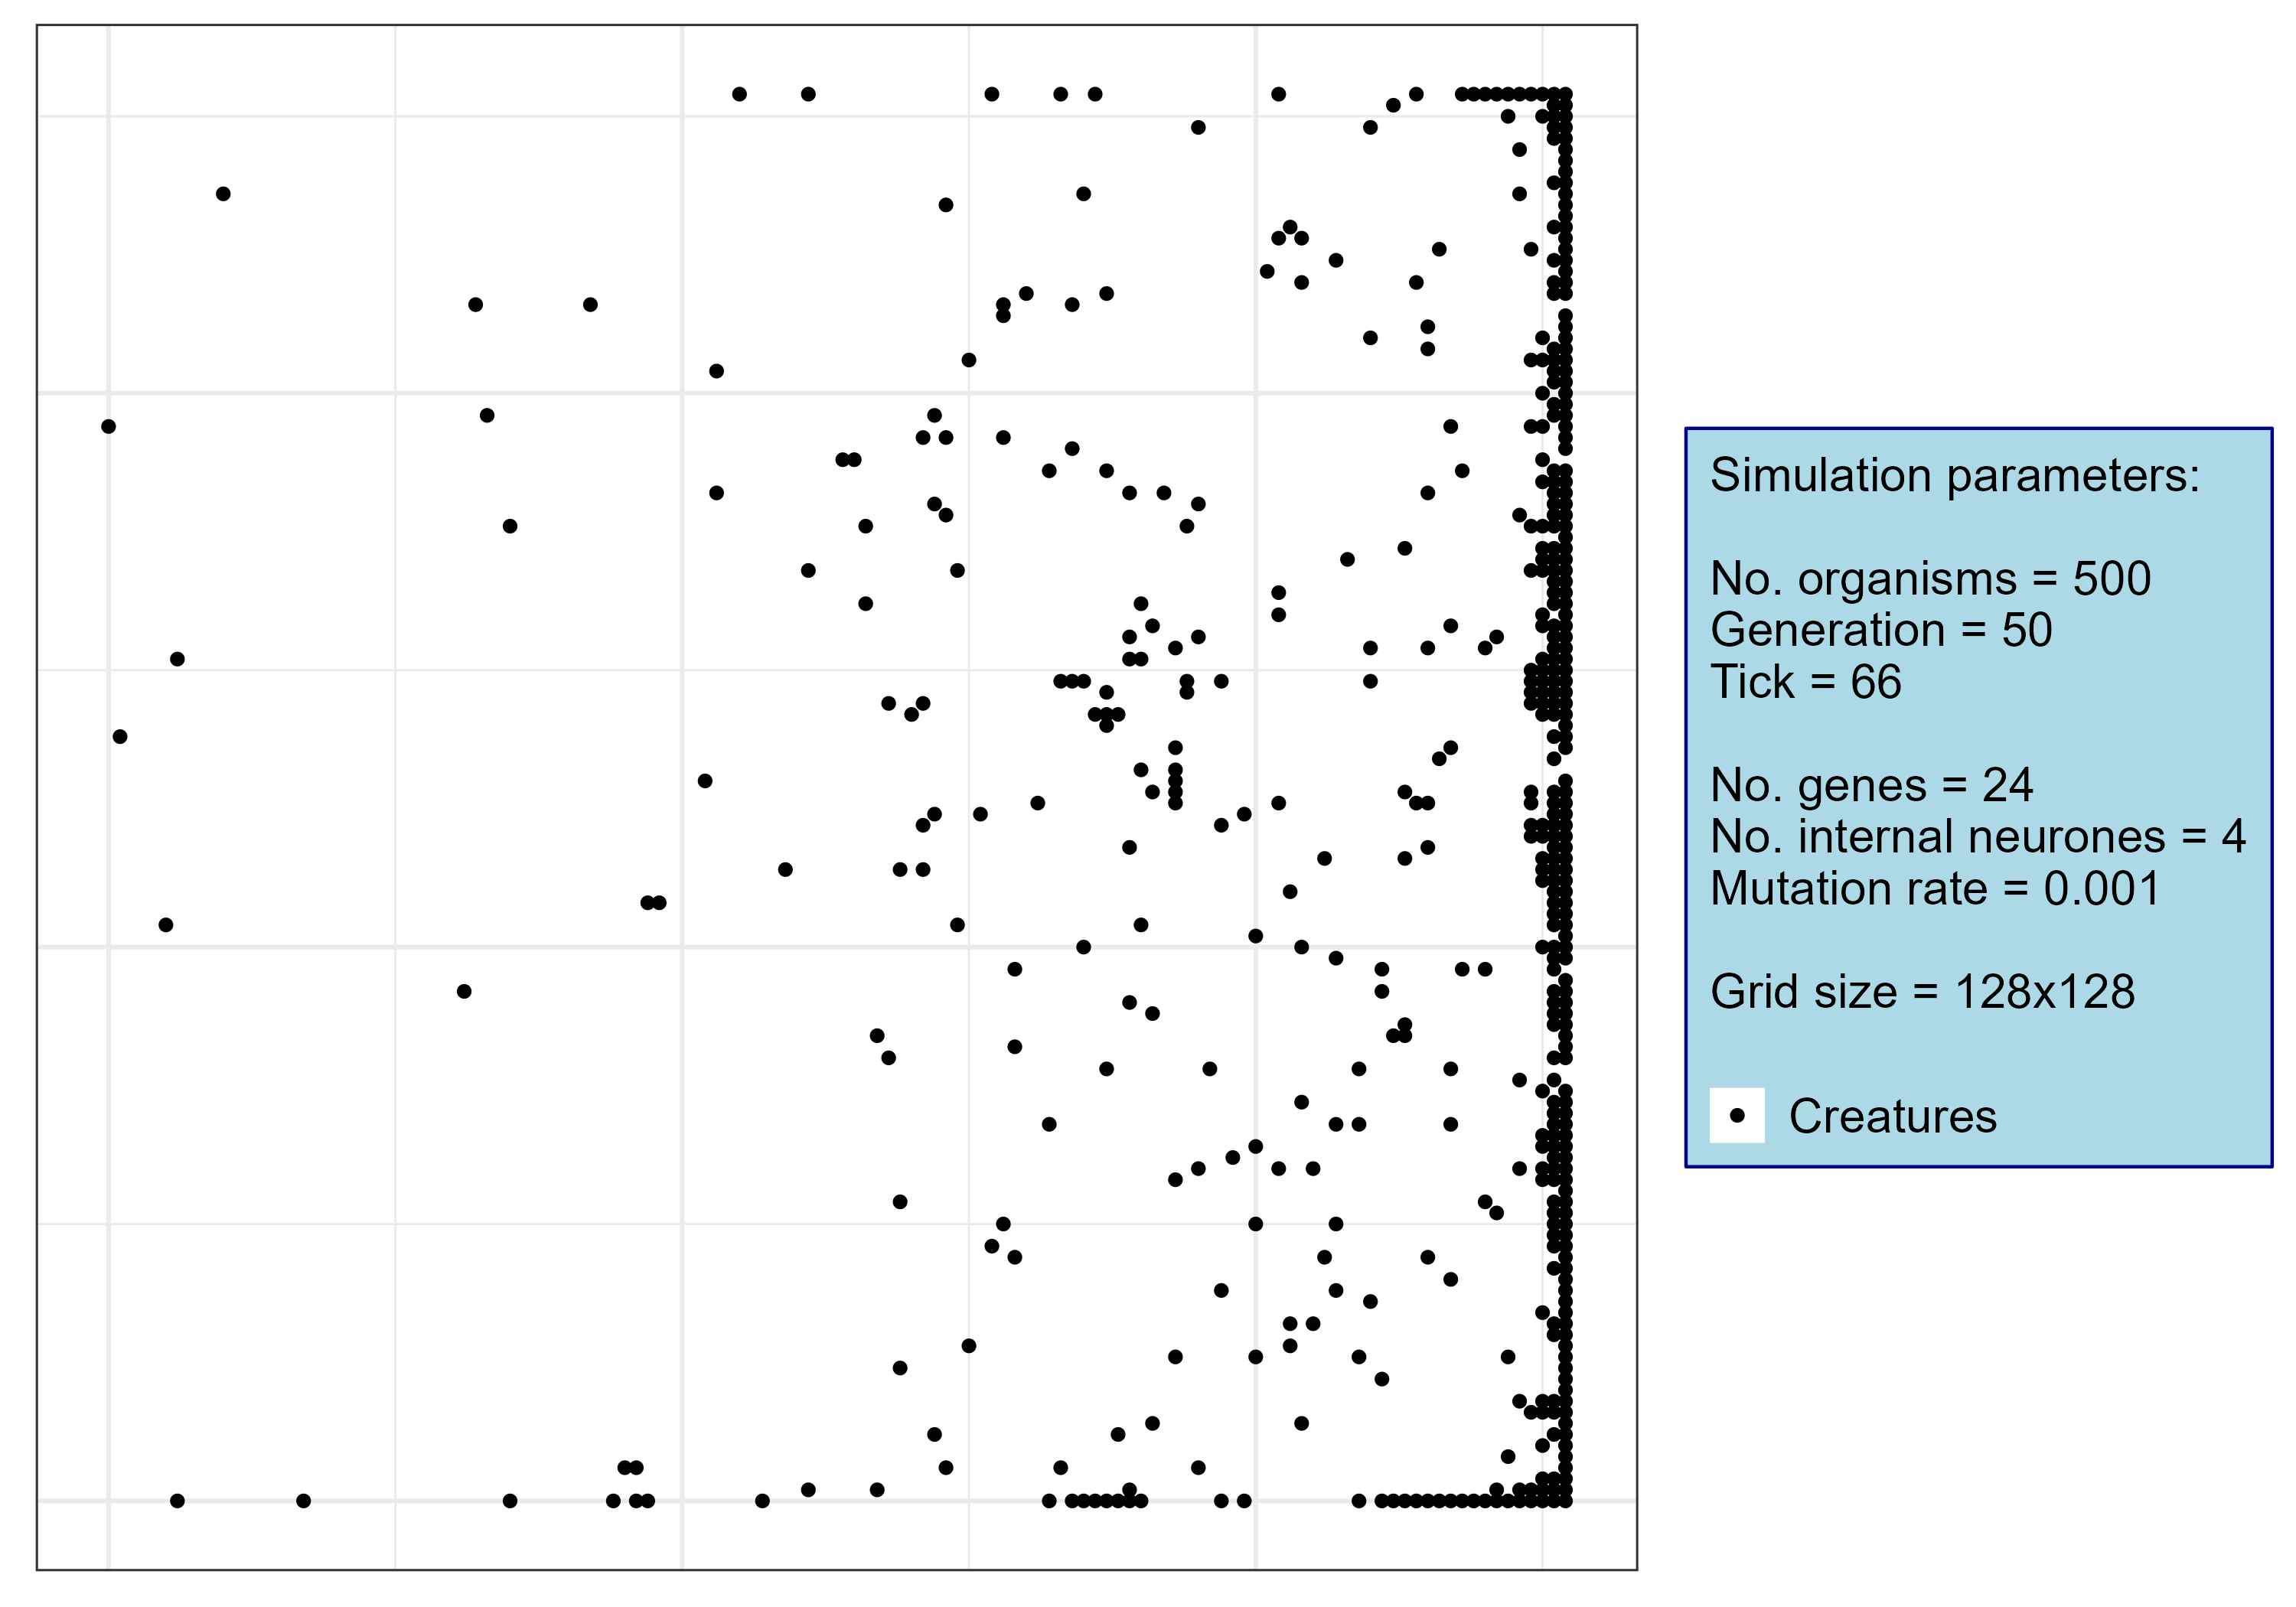 Simulation parameters:
No. organisms = 500
Generation = 50
Tick = 66
No. genes = 24
No. internal neurones = 4
Mutation rate = 0.001
Grid size = 128x128
Creatures